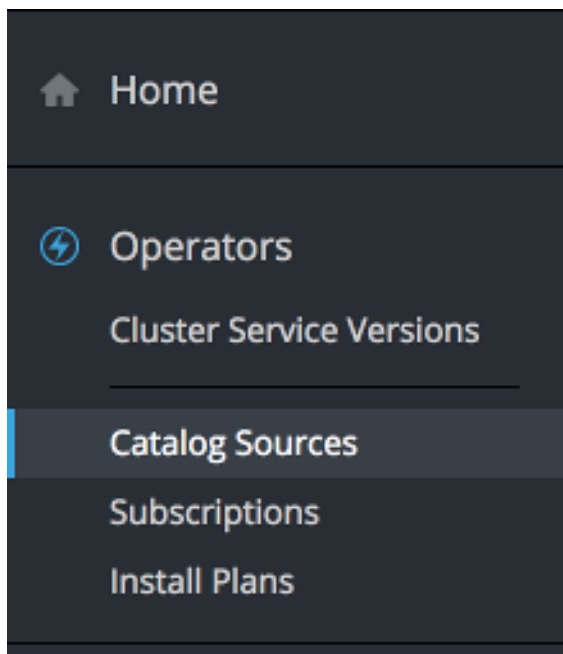 Home
Operators
Cluster Service Versions
Catalog Sources
Subscriptions
Install Plans